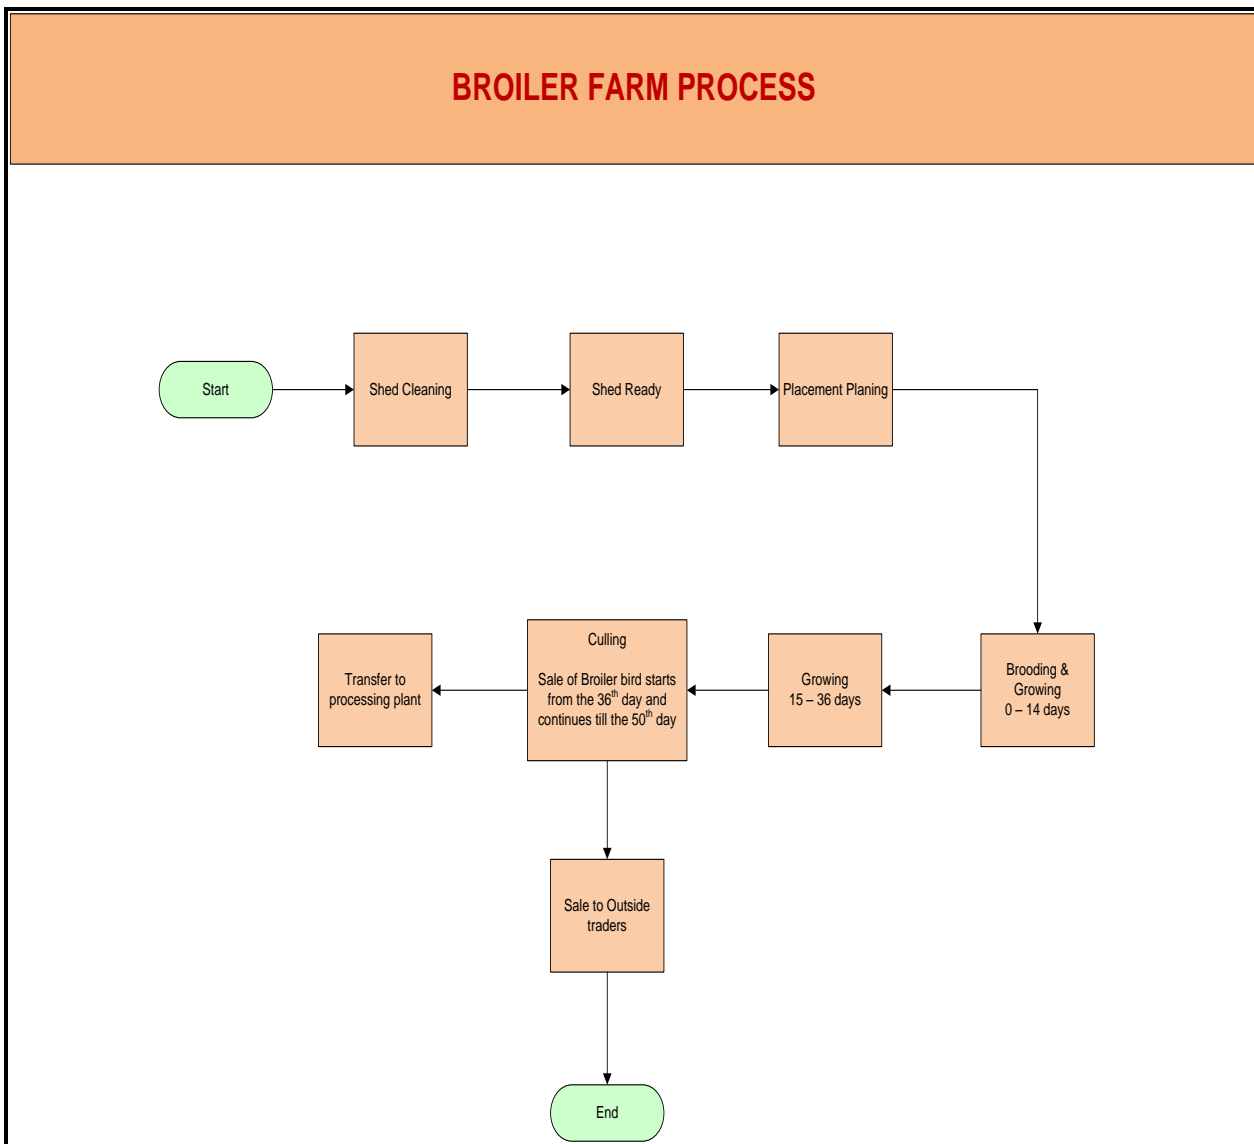 BROILER FARM PROCESS
Start
Shed Cleaning
Shed Ready
Placement Planing
Brooding &
Growing
0 – 14 days
Growing
15 – 36 days
Culling
Sale of Broiler bird starts
from the 36th day and
continues till the 50th day
Transfer to
processing plant
Sale to Outside
traders
End